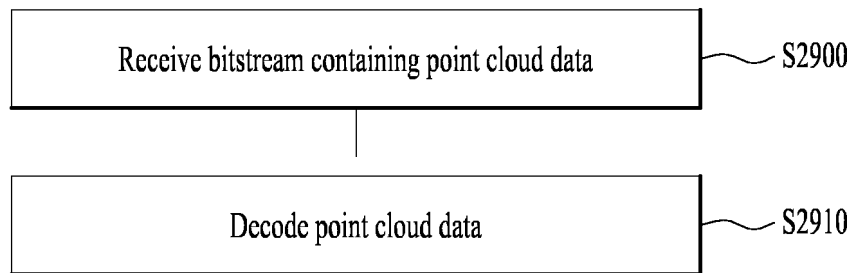 Receive bitstream containing point cloud data
S2900
Decode point cloud data
S2910